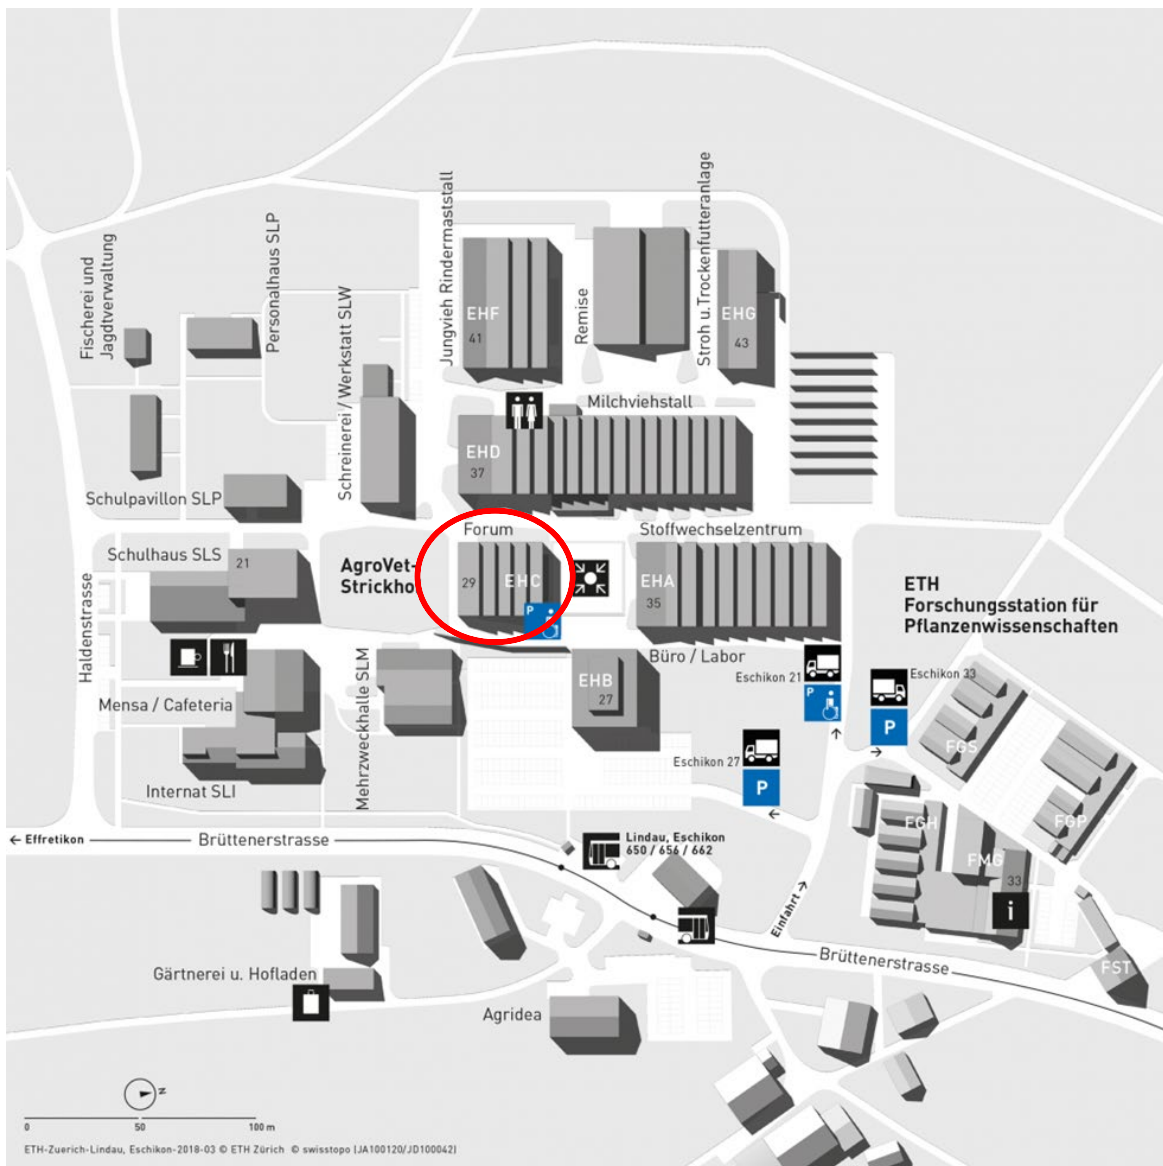 Fischerei und
Jagdtverwaltung
Personalhaus SLP
Schreinerei / Werkstatt SLW
Jungvieh Rindermaststall
EHF
41
Remise
Stroh u.Trockenfutteranlage
EHG
43
Milchviehstall
EHD
37
Schulpavillon SLP
Forum
Stoffwechselzentrum
Schulhaus SLS
21
AgroVet-
Strickho
29
EHC
P
EHA
35
ETH
Forschungsstation für
Pflanzenwissenschaften
Haldenstrasse
Büro / Labor
Eschikon 21
P
Eschikon 33
P
Mensa / Cafeteria
Mehrzweckhalle SLM
EHB
27
FGS
Eschikon 27
P
Internat SLI
FGH
FGP
← Effretikon
Brüttenerstrasse
Lindau, Eschikon
650 / 656 / 662
FMG
33
i
Einfahrt →
Brüttenerstrasse
FST
Gärtnerei u. Hofladen
Agridea
N
0 50 100 m
ETH-Zuerich-Lindau, Eschikon-2018-03 © ETH Zürich © swisstopo (JA100120/JD100042)